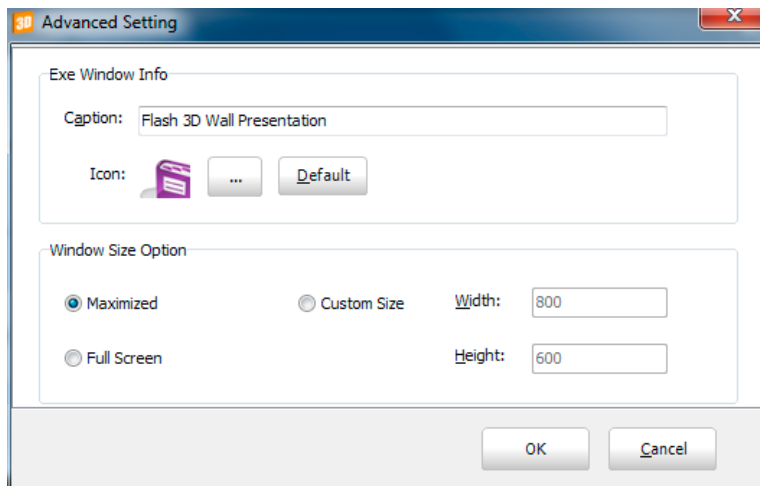 3D Advanced Setting
X
Exe Window Info
Caption: Flash 3D Wall Presentation
Icon: ... Default
Window Size Option
Maximized Custom Size Width: 800
Full Screen Height: 600
OK Cancel